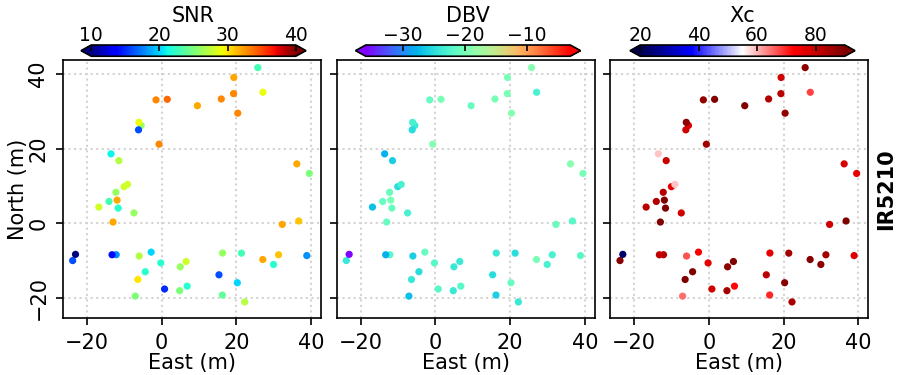 SNR DBV Xc
10 20 30 40 −30 −20 −10 20 40 60 80
40
20
0
−20
North (m)
IR5210
−20 0 20 40 −20 0 20 40 −20 0 20 40
East (m) East (m) East (m)